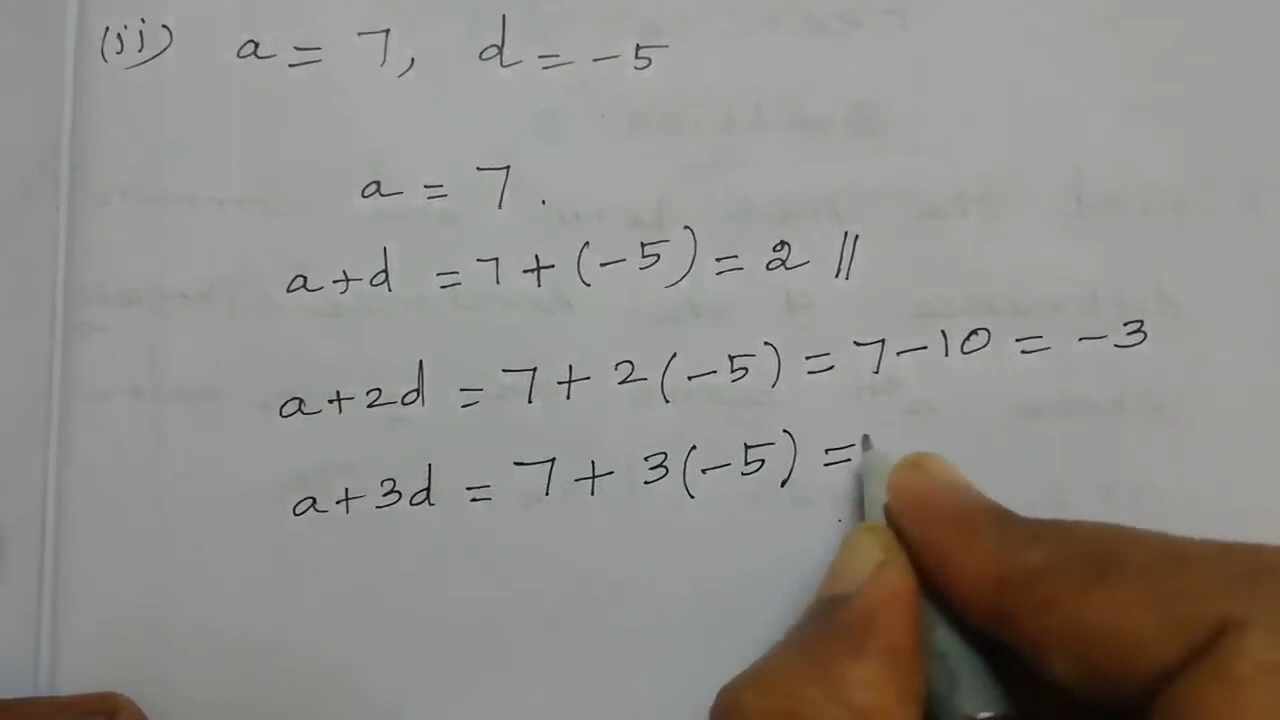 (ii) a = 7, d = -5
a = 7.
a+d = 7+(-5) = 2 //
a+2d = 7+2(-5) = 7-10 = -3
a+3d = 7+3(-5) =